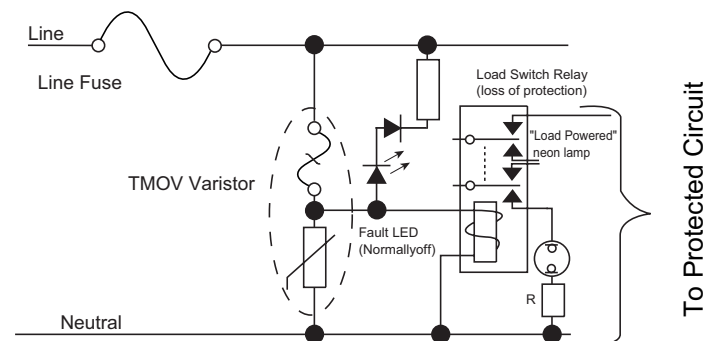 Line
Line Fuse
Load Switch Relay
(loss of protection)
"Load Powered"
neon lamp
TMOV Varistor
Fault LED
(Normallyoff)
R
Neutral
To Protected Circuit